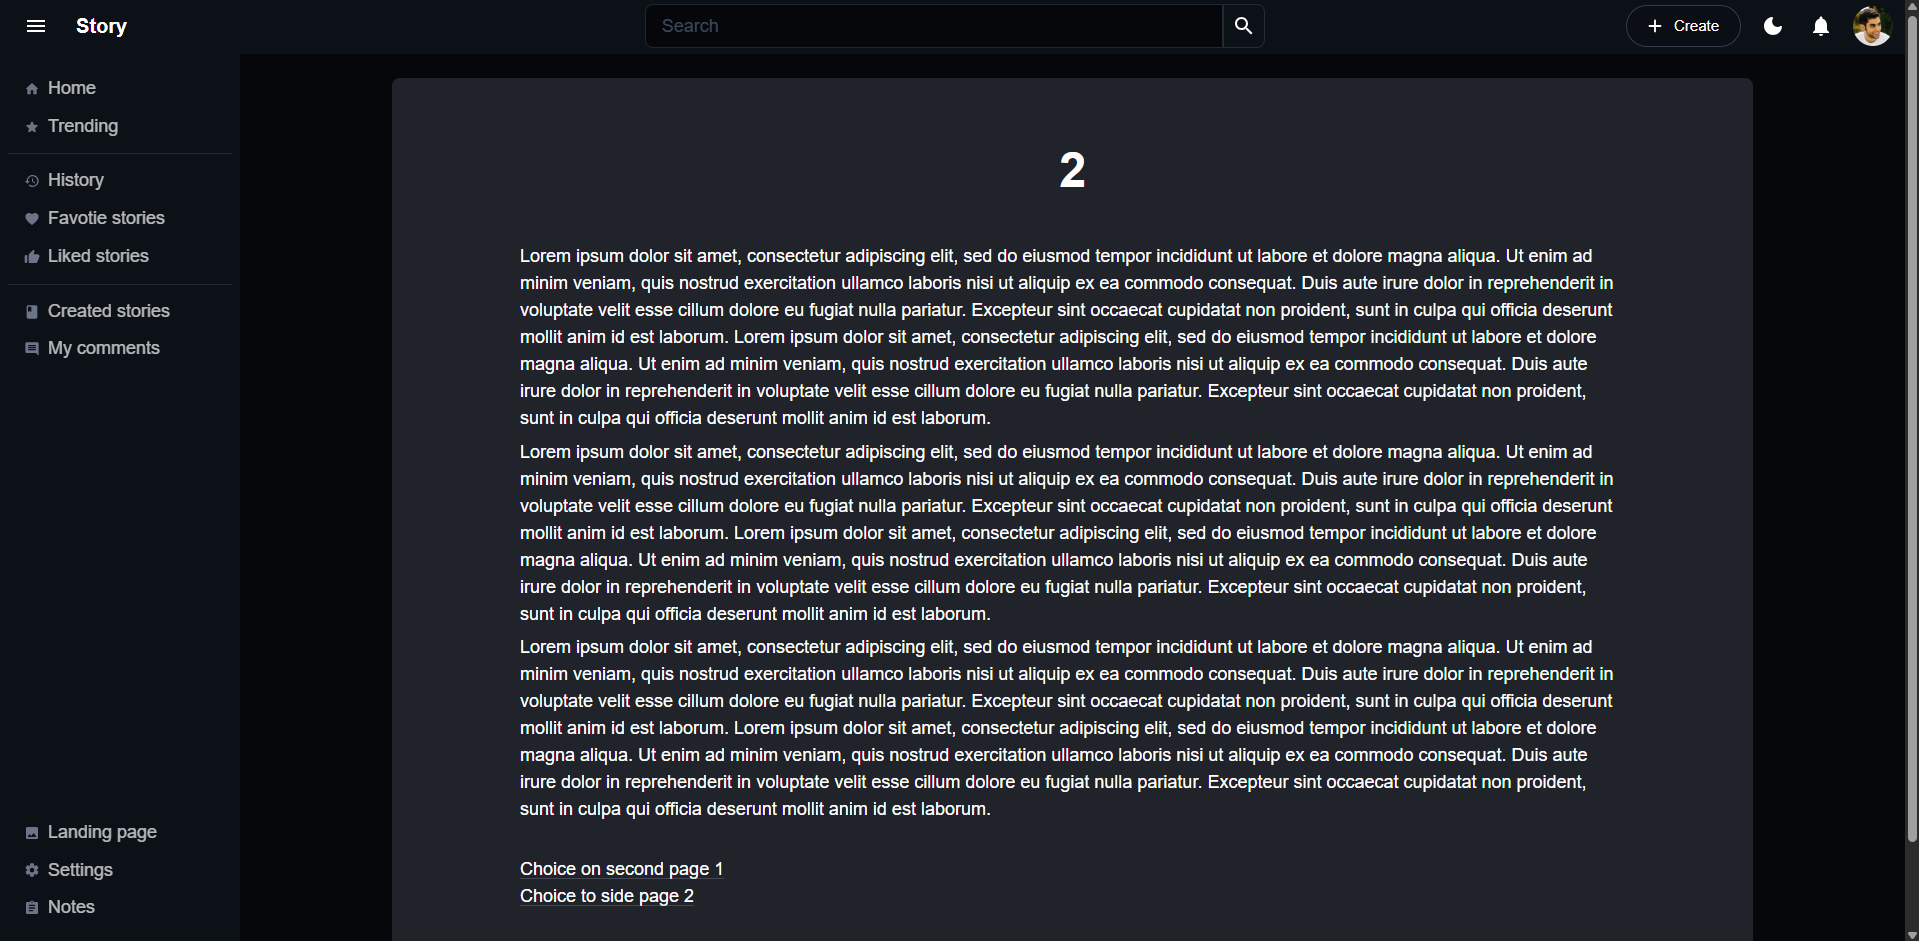 Story
Search
Create
Home
Trending
History
Favotie stories
Liked stories
Created stories
My comments
Landing page
Settings
Notes
2
Lorem ipsum dolor sit amet, consectetur adipiscing elit, sed do eiusmod tempor incididunt ut labore et dolore magna aliqua. Ut enim ad
minim veniam, quis nostrud exercitation ullamco laboris nisi ut aliquip ex ea commodo consequat. Duis aute irure dolor in reprehenderit in
voluptate velit esse cillum dolore eu fugiat nulla pariatur. Excepteur sint occaecat cupidatat non proident, sunt in culpa qui officia deserunt
mollit anim id est laborum. Lorem ipsum dolor sit amet, consectetur adipiscing elit, sed do eiusmod tempor incididunt ut labore et dolore
magna aliqua. Ut enim ad minim veniam, quis nostrud exercitation ullamco laboris nisi ut aliquip ex ea commodo consequat. Duis aute
irure dolor in reprehenderit in voluptate velit esse cillum dolore eu fugiat nulla pariatur. Excepteur sint occaecat cupidatat non proident,
sunt in culpa qui officia deserunt mollit anim id est laborum.
Lorem ipsum dolor sit amet, consectetur adipiscing elit, sed do eiusmod tempor incididunt ut labore et dolore magna aliqua. Ut enim ad
minim veniam, quis nostrud exercitation ullamco laboris nisi ut aliquip ex ea commodo consequat. Duis aute irure dolor in reprehenderit in
voluptate velit esse cillum dolore eu fugiat nulla pariatur. Excepteur sint occaecat cupidatat non proident, sunt in culpa qui officia deserunt
mollit anim id est laborum. Lorem ipsum dolor sit amet, consectetur adipiscing elit, sed do eiusmod tempor incididunt ut labore et dolore
magna aliqua. Ut enim ad minim veniam, quis nostrud exercitation ullamco laboris nisi ut aliquip ex ea commodo consequat. Duis aute
irure dolor in reprehenderit in voluptate velit esse cillum dolore eu fugiat nulla pariatur. Excepteur sint occaecat cupidatat non proident,
sunt in culpa qui officia deserunt mollit anim id est laborum.
Lorem ipsum dolor sit amet, consectetur adipiscing elit, sed do eiusmod tempor incididunt ut labore et dolore magna aliqua. Ut enim ad
minim veniam, quis nostrud exercitation ullamco laboris nisi ut aliquip ex ea commodo consequat. Duis aute irure dolor in reprehenderit in
voluptate velit esse cillum dolore eu fugiat nulla pariatur. Excepteur sint occaecat cupidatat non proident, sunt in culpa qui officia deserunt
mollit anim id est laborum. Lorem ipsum dolor sit amet, consectetur adipiscing elit, sed do eiusmod tempor incididunt ut labore et dolore
magna aliqua. Ut enim ad minim veniam, quis nostrud exercitation ullamco laboris nisi ut aliquip ex ea commodo consequat. Duis aute
irure dolor in reprehenderit in voluptate velit esse cillum dolore eu fugiat nulla pariatur. Excepteur sint occaecat cupidatat non proident,
sunt in culpa qui officia deserunt mollit anim id est laborum.
Choice on second page 1
Choice to side page 2